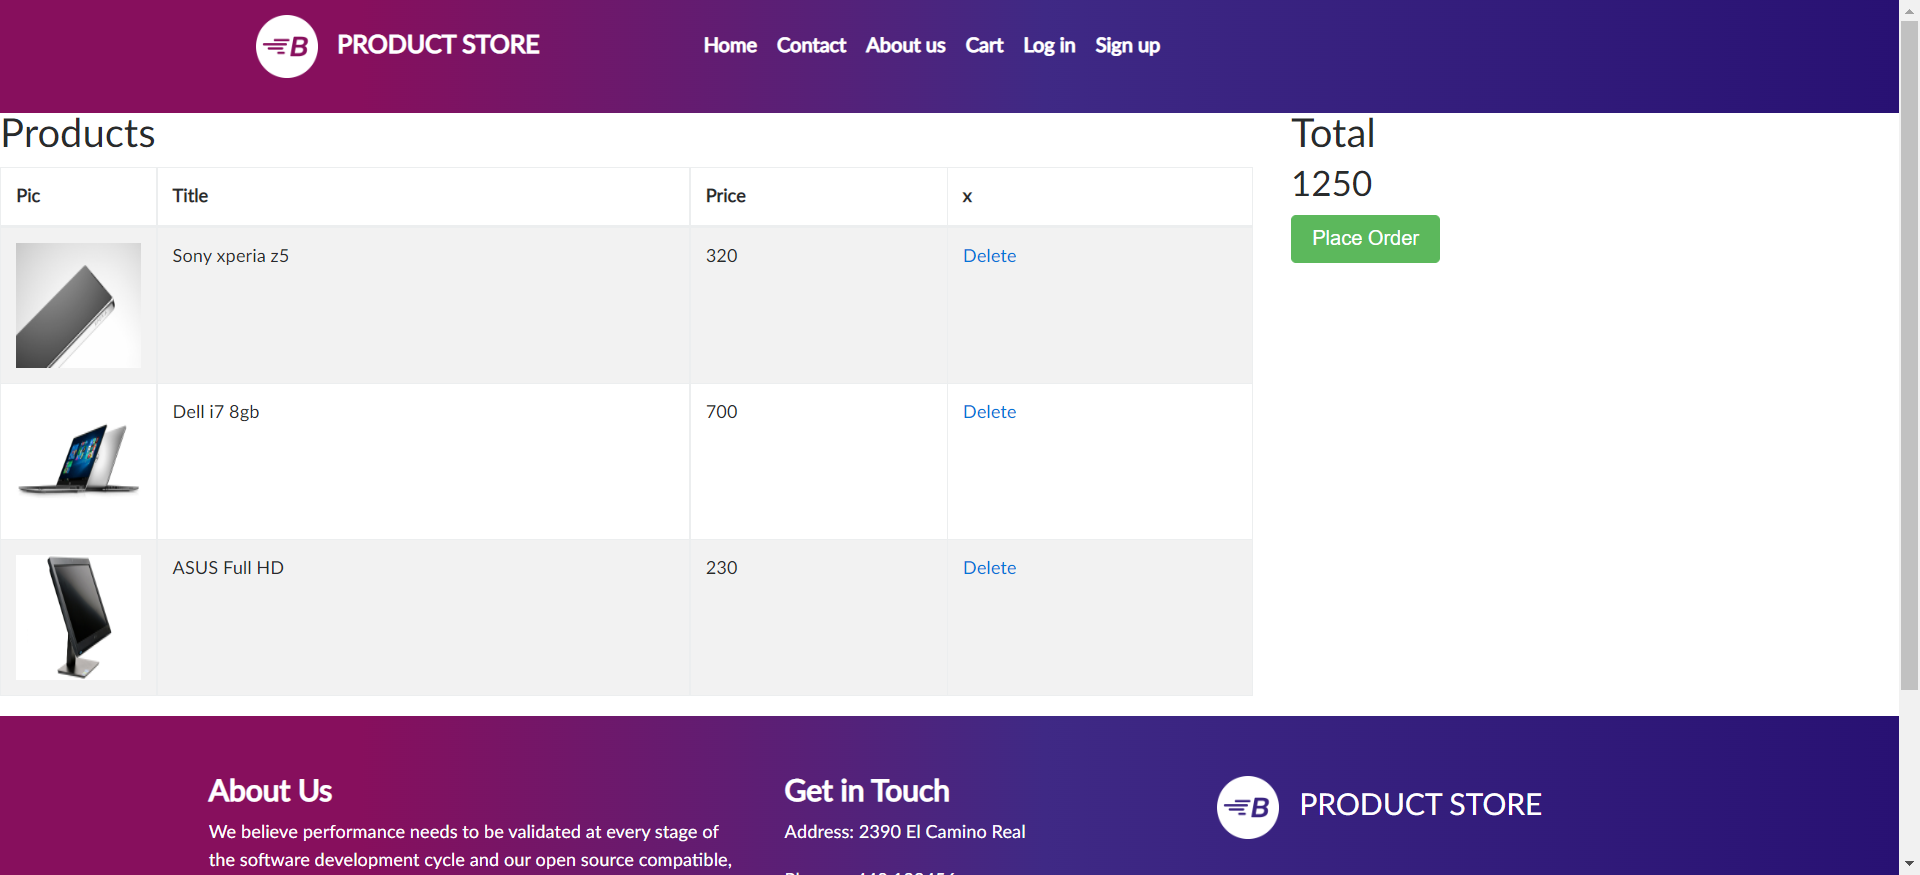 B PRODUCT STORE
Home Contact About us Cart Log in Sign up
Products
Total
1250
Place Order
Pic Title Price x
Sony xperia z5 320 Delete
Dell i7 8gb 700 Delete
ASUS Full HD 230 Delete
About Us
We believe performance needs to be validated at every stage of
the software development cycle and our open source compatible,
Get in Touch
Address: 2390 El Camino Real
B PRODUCT STORE